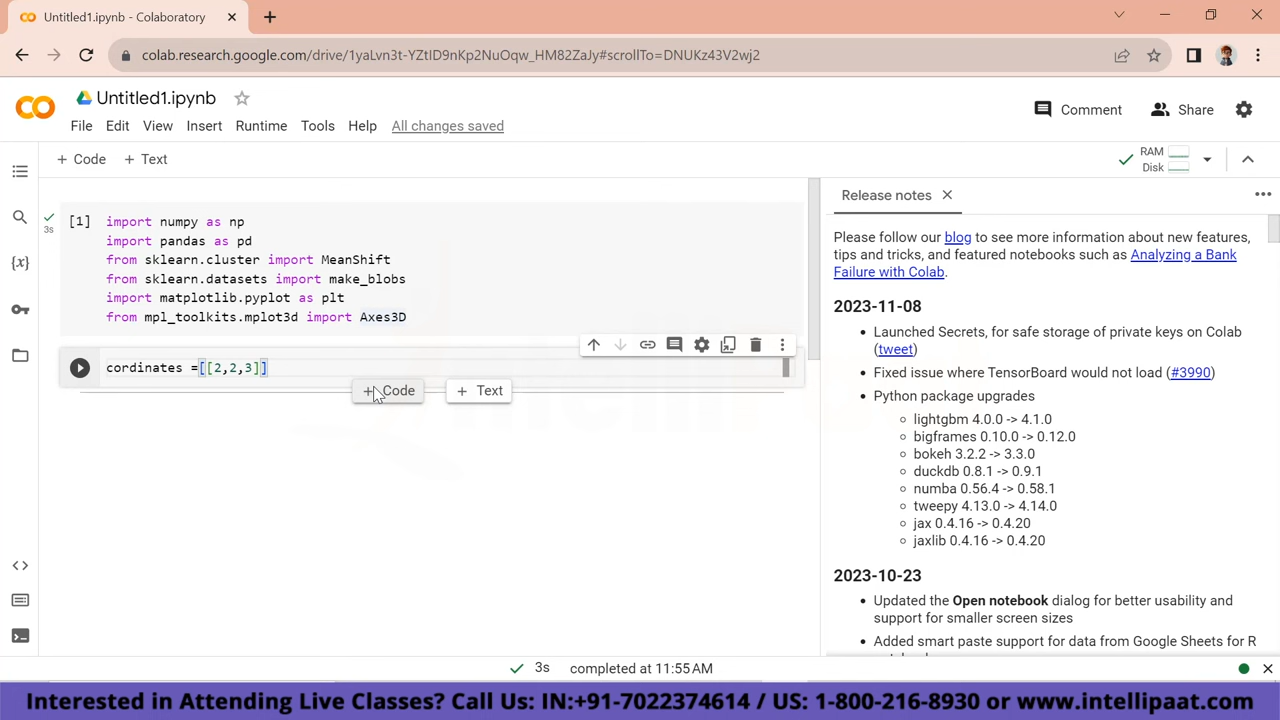 Untitled1.ipynb - Colaboratory
colab.research.google.com/drive/1yaLvn3t-YZtID9nKp2NuOqw_HM82ZaJy#scrollTo=DNUKz43V2wj2
Untitled1.ipynb
Comment
Share
File Edit View Insert Runtime Tools Help All changes saved
+ Code + Text
RAM
Disk
[1] import numpy as np
3s
import pandas as pd
from sklearn.cluster import MeanShift
from sklearn.datasets import make_blobs
import matplotlib.pyplot as plt
from mpl_toolkits.mplot3d import Axes3D
cordinates =[[2,2,3]]
+ Code + Text
Release notes
Please follow our blog to see more information about new features,
tips and tricks, and featured notebooks such as Analyzing a Bank
Failure with Colab.
2023-11-08
• Launched Secrets, for safe storage of private keys on Colab
(tweet)
• Fixed issue where TensorBoard would not load (#3990)
• Python package upgrades
lightgbm 4.0.0 -> 4.1.0
bigframes 0.10.0 -> 0.12.0
bokeh 3.2.2 -> 3.3.0
duckdb 0.8.1 -> 0.9.1
numba 0.56.4 -> 0.58.1
tweepy 4.13.0 -> 4.14.0
jax 0.4.16 -> 0.4.20
jaxlib 0.4.16 -> 0.4.20
2023-10-23
• Updated the Open notebook dialog for better usability and
support for smaller screen sizes
• Added smart paste support for data from Google Sheets for R
3s completed at 11:55 AM
Interested in Attending Live Classes? Call Us: IN:+91-7022374614 / US: 1-800-216-8930 or www.intellipaat.com